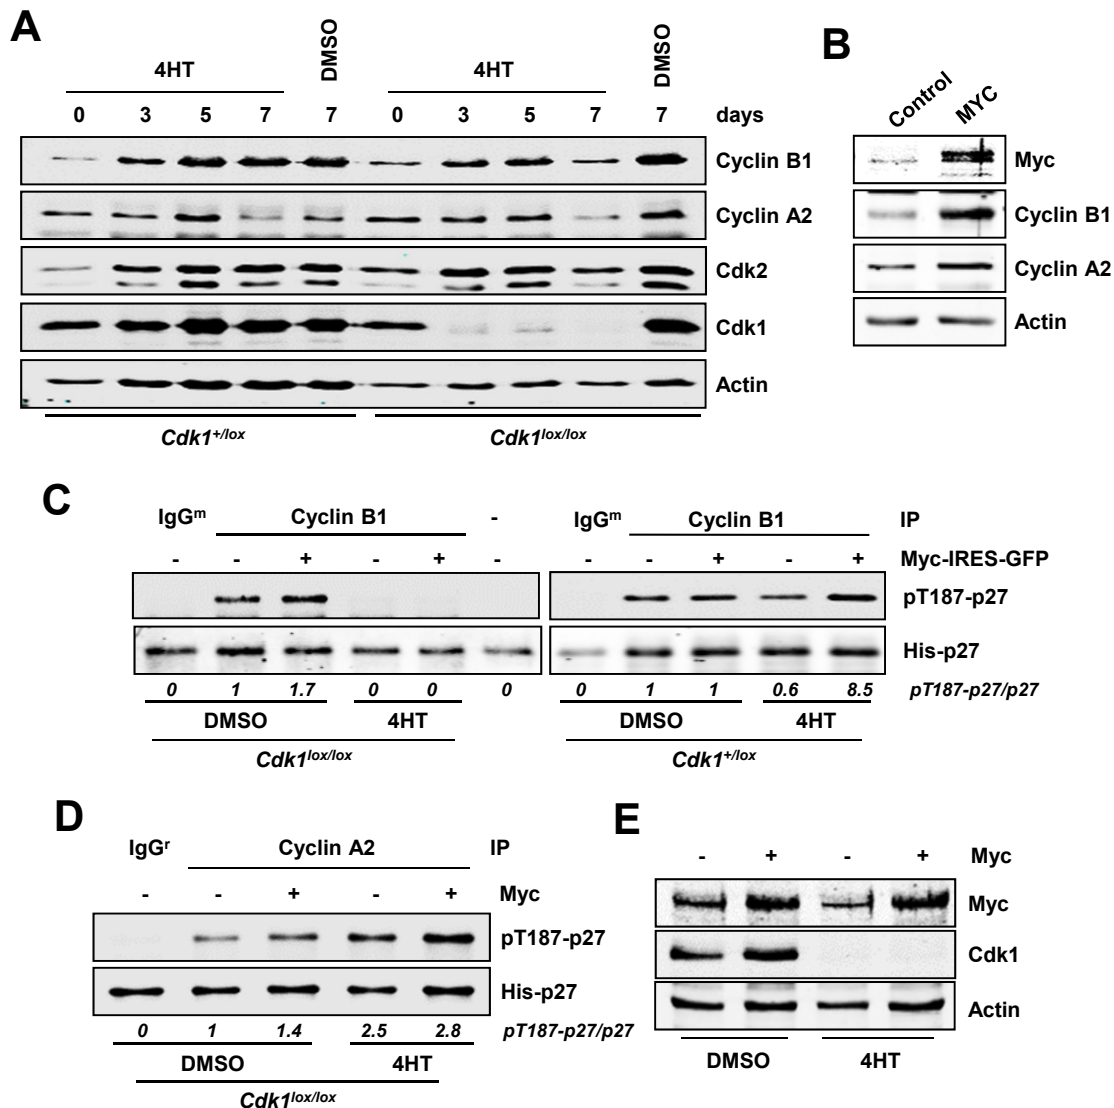 A
4HT DMSO 4HT DMSO
0 3 5 7 7 0 3 5 7 7 days
Cyclin B1
Cyclin A2
Cdk2
Cdk1
Actin
Cdk1+/lox Cdk1lox/lox
B
Control MYC
Myc
Cyclin B1
Cyclin A2
Actin
C
IgGm Cyclin B1 - IgGm Cyclin B1 IP
- - + - + - - - + - + Myc-IRES-GFP
pT187-p27
His-p27
0 1 1.7 0 0 0 0 1 1 0.6 8.5 pT187-p27/p27
DMSO 4HT DMSO 4HT
Cdk1lox/lox Cdk1+/lox
D
IgGr Cyclin A2 IP
- - + - + Myc
pT187-p27
His-p27
0 1 1.4 2.5 2.8 pT187-p27/p27
DMSO 4HT
Cdk1lox/lox
E
- + - + Myc
Myc
Cdk1
Actin
DMSO 4HT